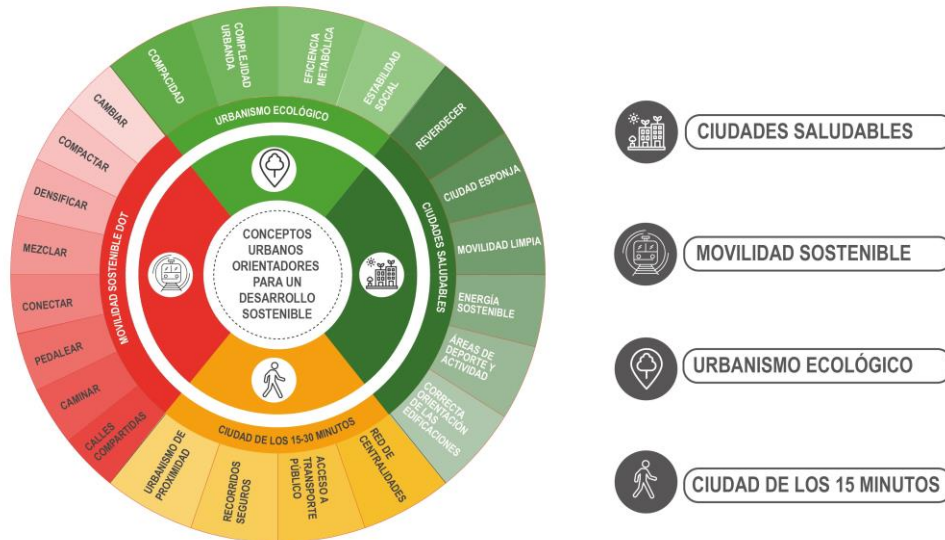 CONCEPTOS
URBANOS
ORIENTADORES
PARA UN
DESARROLLO
SOSTENIBLE
URBANISMO ECOLÓGICO
COMPACIDAD
COMPLEJIDAD
URBANDA
EFICIENCIA
METABÓLICA
ESTABILIDAD
SOCIAL
CIUDADES SALUDABLES
REVERDECER
CIUDAD ESPONJA
MOVILIDAD LIMPIA
ENERGÍA
SOSTENIBLE
ÁREAS DE
DEPORTE Y
ACTIVIDAD
CORRECTA
ORIENTACIÓN
DE LAS
EDIFICACIONES
CIUDAD DE LOS 15-30 MINUTOS
URBANISMO DE
PROXIMIDAD
RECORRIDOS
SEGUROS
ACCESO A
TRANSPORTE
PÚBLICO
RED DE
CENTRALIDADES
MOVILIDAD SOSTENIBLE DOT
CAMBIAR
COMPACTAR
DENSIFICAR
MEZCLAR
CONECTAR
PEDALEAR
CAMINAR
CALLES
COMPARTIDAS
CIUDADES SALUDABLES
MOVILIDAD SOSTENIBLE
URBANISMO ECOLÓGICO
CIUDAD DE LOS 15 MINUTOS